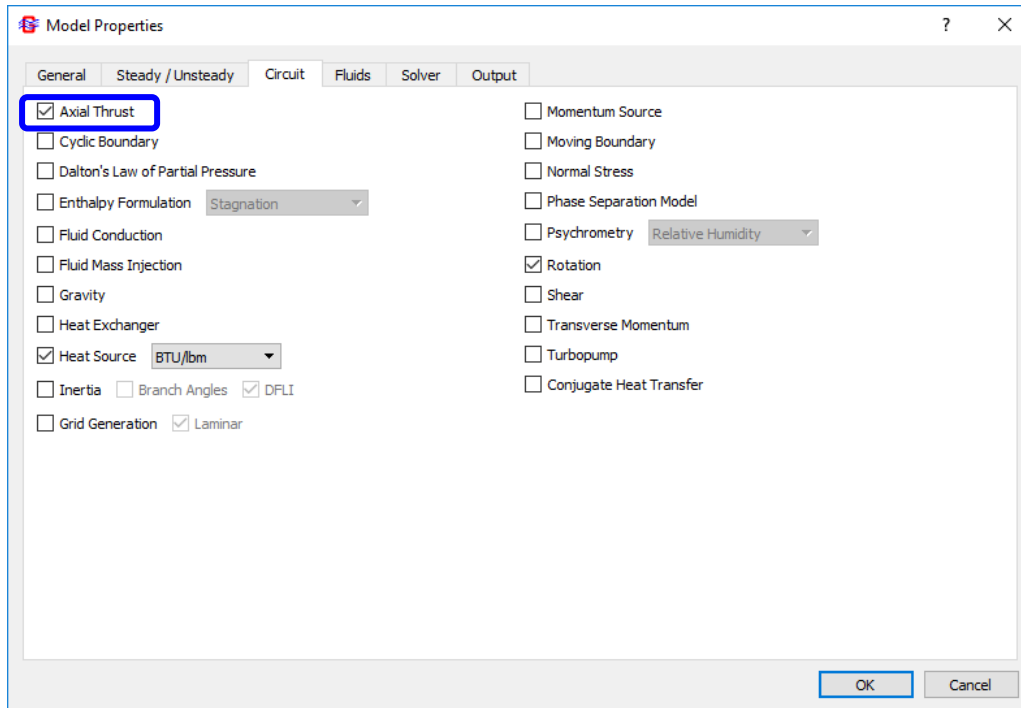 Model Properties
?
General
Steady / Unsteady
Circuit
Fluids
Solver
Output
Axial Thrust
Cyclic Boundary
Dalton's Law of Partial Pressure
Enthalpy Formulation Stagnation
Fluid Conduction
Fluid Mass Injection
Gravity
Heat Exchanger
Heat Source BTU/lbm
Inertia Branch Angles DFLI
Grid Generation Laminar
Momentum Source
Moving Boundary
Normal Stress
Phase Separation Model
Psychrometry Relative Humidity
Rotation
Shear
Transverse Momentum
Turbopump
Conjugate Heat Transfer
OK
Cancel